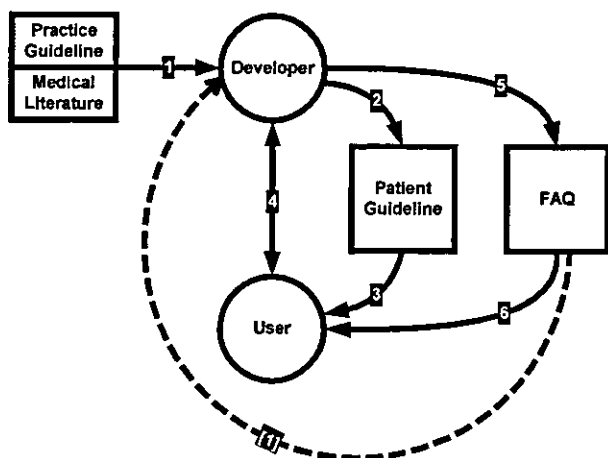 Practice
Guideline
Medical
Literature
1
Developer
2
5
4
Patient
Guideline
FAQ
3
User
6
[1]